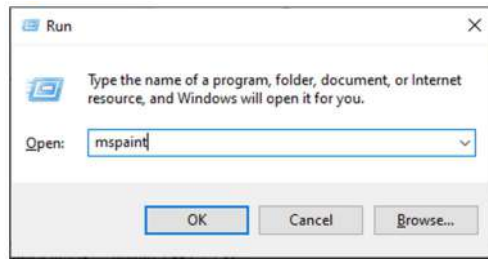 Run
Type the name of a program, folder, document, or Internet
resource, and Windows will open it for you.
Open: mspaint
OK Cancel Browse...